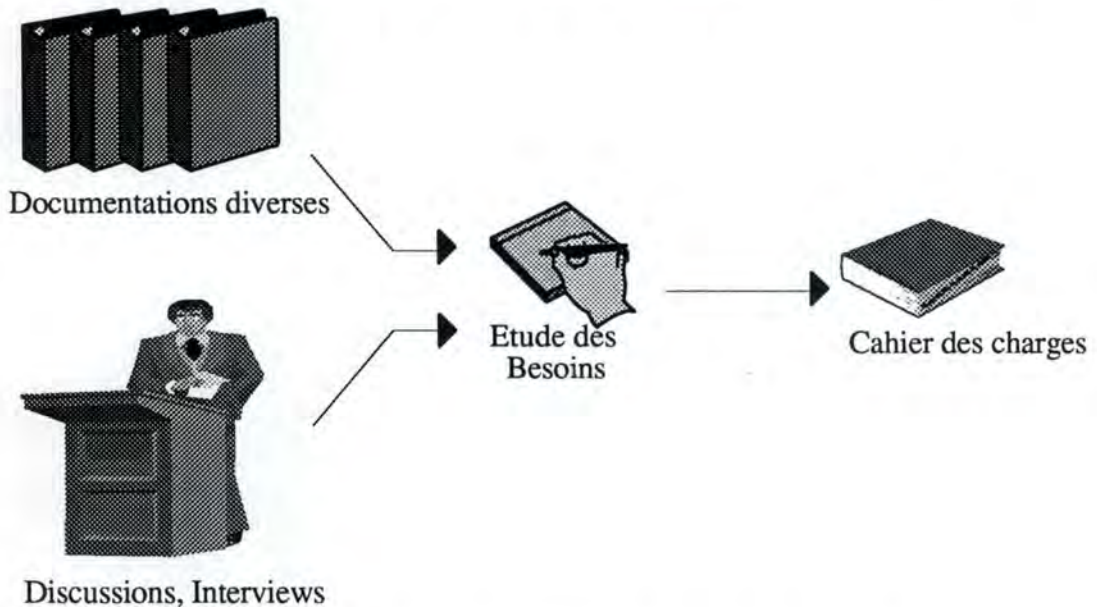 Documentations diverses
Etude des
Besoins
Cahier des charges
Discussions, Interviews